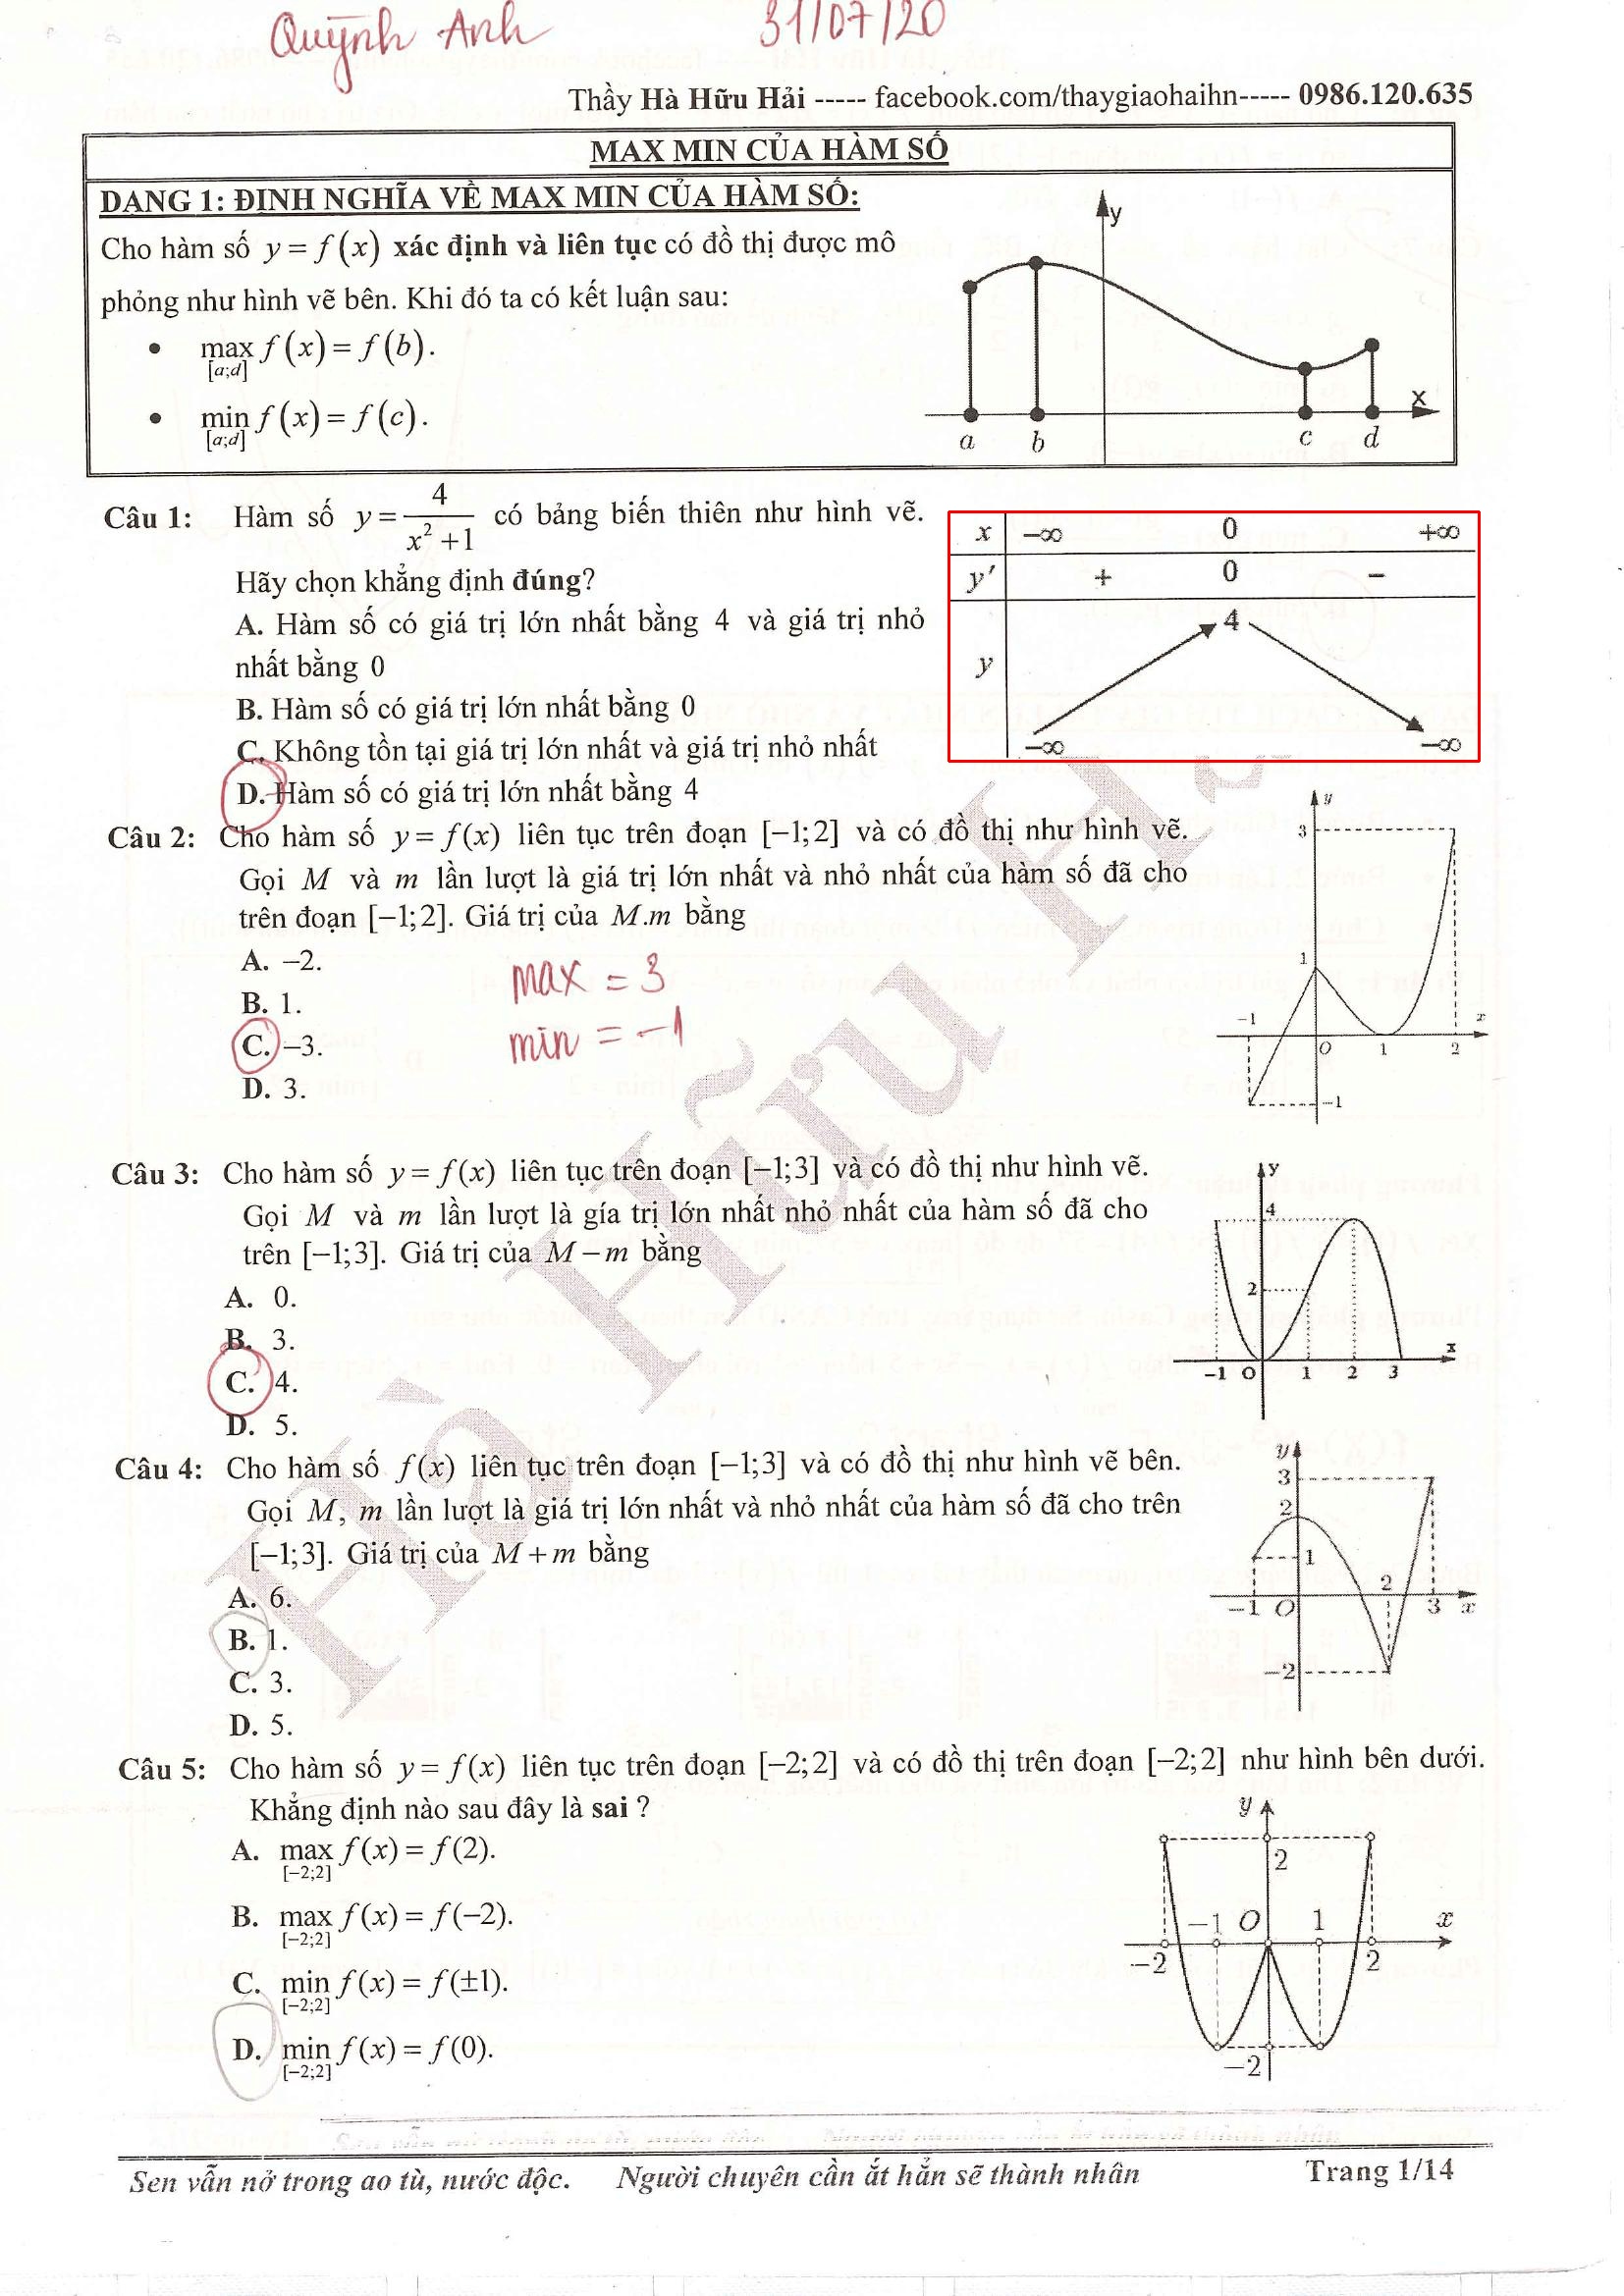 Quỳnh Anh 31/07/20
Thầy Hà Hữu Hải ----- facebook.com/thaygiaohaihn----- 0986.120.635
MAX MIN CỦA HÀM SỐ
DẠNG 1: ĐỊNH NGHĨA VỀ MAX MIN CỦA HÀM SỐ:
Cho hàm số y = f(x) xác định và liên tục có đồ thị được mô
phỏng như hình vẽ bên. Khi đó ta có kết luận sau:
• max f(x) = f(b).
[a;d]
• min f(x) = f(c).
[a;d]
y
x
a b c d
Câu 1: Hàm số y = 4/(x² +1) có bảng biến thiên như hình vẽ.
Hãy chọn khẳng định đúng?
A. Hàm số có giá trị lớn nhất bằng 4 và giá trị nhỏ
nhất bằng 0
B. Hàm số có giá trị lớn nhất bằng 0
C. Không tồn tại giá trị lớn nhất và giá trị nhỏ nhất
D. Hàm số có giá trị lớn nhất bằng 4
x −∞ 0 +∞
y′ + 0 −
4
y
−∞ −∞
Câu 2: Cho hàm số y = f(x) liên tục trên đoạn [−1;2] và có đồ thị như hình vẽ.
Gọi M và m lần lượt là giá trị lớn nhất và nhỏ nhất của hàm số đã cho
trên đoạn [−1;2]. Giá trị của M.m bằng
A. −2.
B. 1.
C. −3.
D. 3.
max = 3
min = −1
y
3
1
−1 x
O 1 2
−1
Câu 3: Cho hàm số y = f(x) liên tục trên đoạn [−1;3] và có đồ thị như hình vẽ.
Gọi M và m lần lượt là gía trị lớn nhất nhỏ nhất của hàm số đã cho
trên [−1;3]. Giá trị của M − m bằng
A. 0.
B. 3.
C. 4.
D. 5.
y
4
2
x
−1 O 1 2 3
Câu 4: Cho hàm số f(x) liên tục trên đoạn [−1;3] và có đồ thị như hình vẽ bên.
Gọi M, m lần lượt là giá trị lớn nhất và nhỏ nhất của hàm số đã cho trên
[−1;3]. Giá trị của M + m bằng
A. 6.
B. 1.
C. 3.
D. 5.
y
3
2
1
2
−1 O 3 x
−2
Câu 5: Cho hàm số y = f(x) liên tục trên đoạn [−2;2] và có đồ thị trên đoạn [−2;2] như hình bên dưới.
Khẳng định nào sau đây là sai ?
A. max f(x) = f(2).
[−2;2]
B. max f(x) = f(−2).
[−2;2]
C. min f(x) = f(±1).
[−2;2]
D. min f(x) = f(0).
[−2;2]
y
2
−1 O 1 x
−2 2
−2
Hà Hữu Hải
Sen vẫn nở trong ao tù, nước độc. Người chuyên cần ắt hẳn sẽ thành nhân Trang 1/14